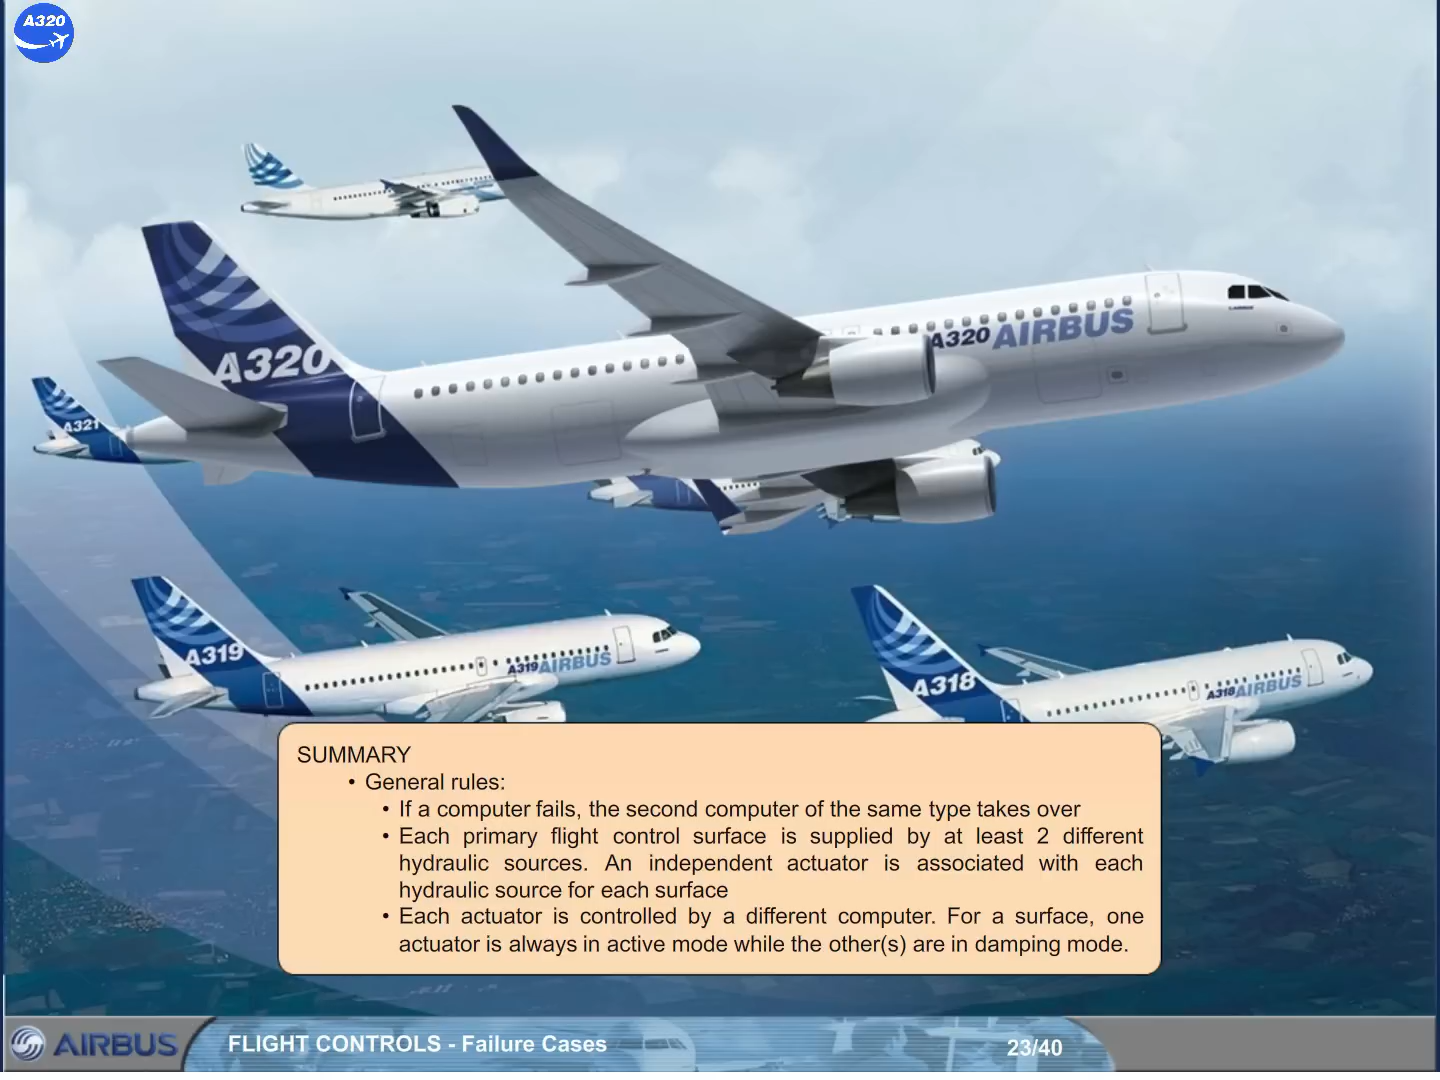 A320
A320
A320 AIRBUS
A321
A319
A319 AIRBUS
A318
A318 AIRBUS
SUMMARY
• General rules:
• If a computer fails, the second computer of the same type takes over
• Each primary flight control surface is supplied by at least 2 different
hydraulic sources. An independent actuator is associated with each
hydraulic source for each surface
• Each actuator is controlled by a different computer. For a surface, one
actuator is always in active mode while the other(s) are in damping mode.
AIRBUS
FLIGHT CONTROLS - Failure Cases
23/40